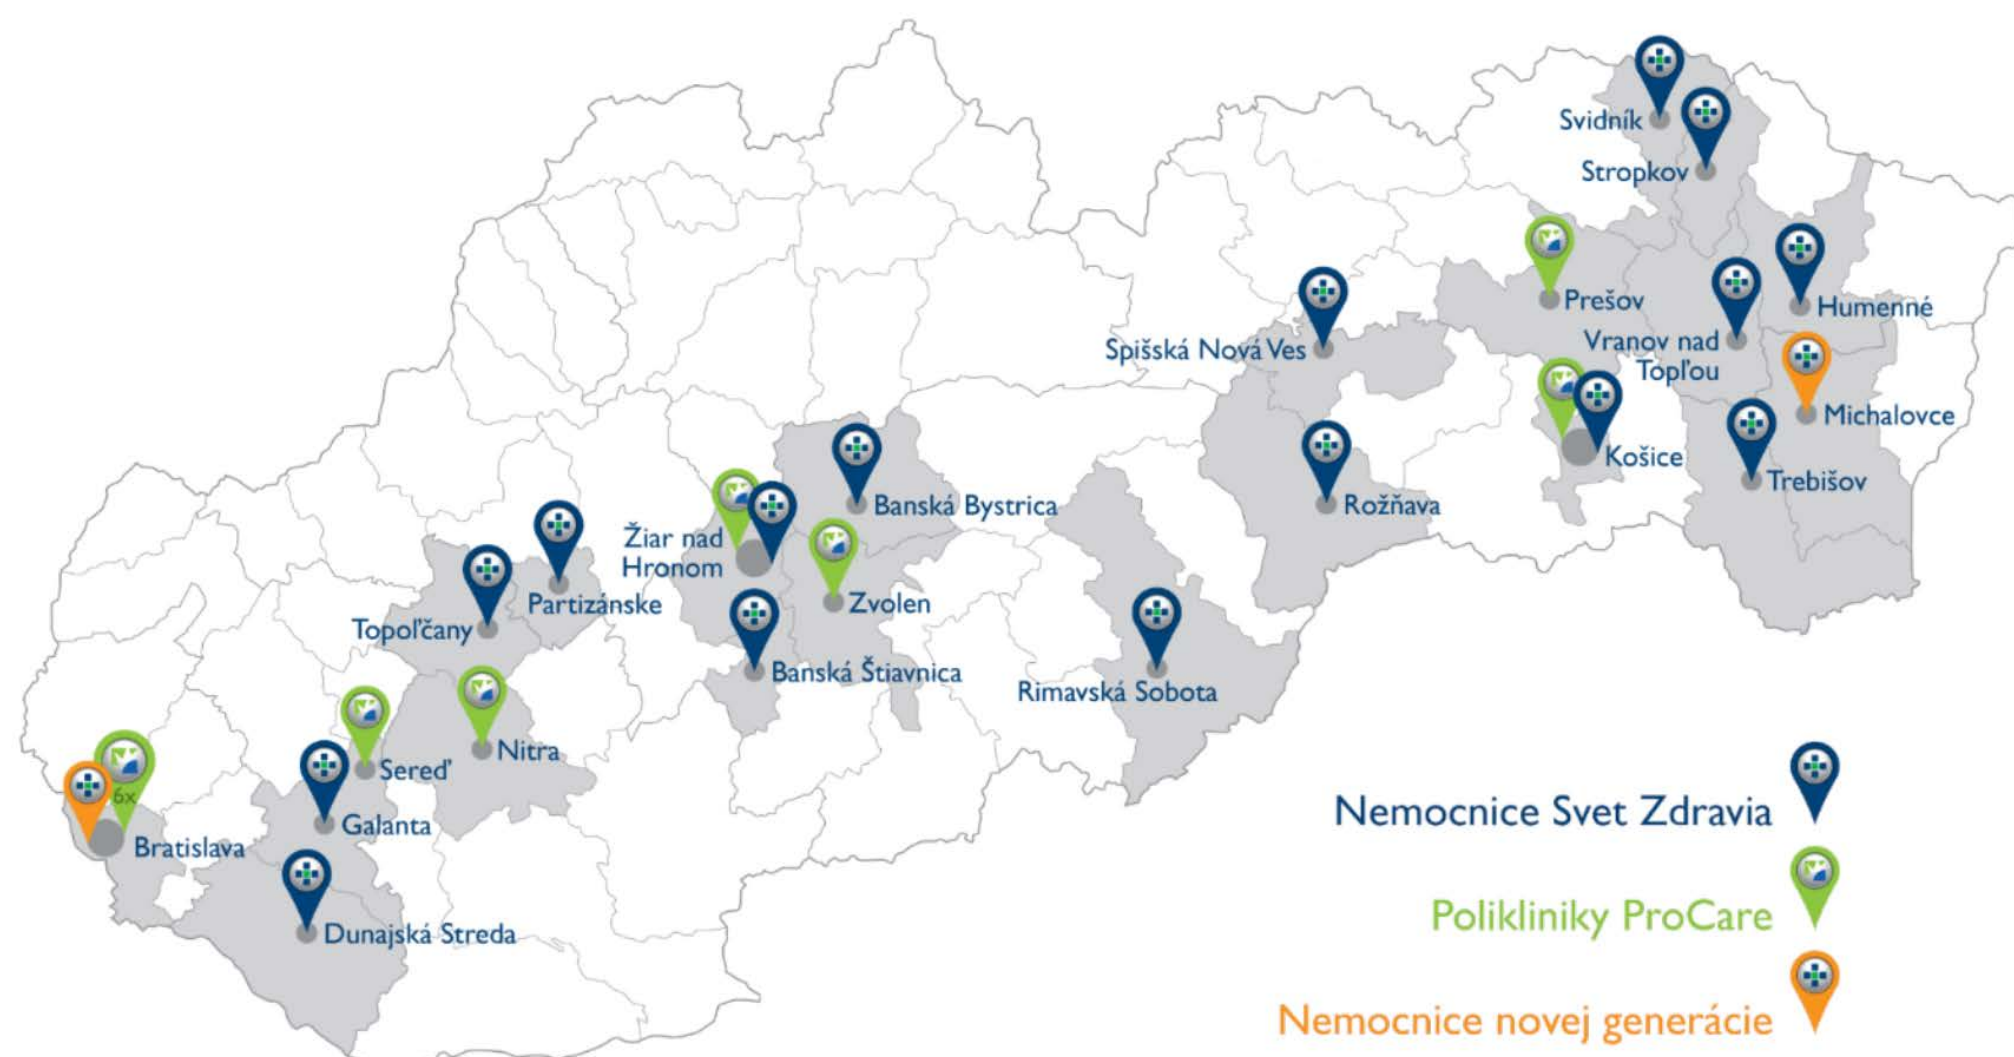 Svidník
Stropkov
Prešov
Humenné
Spišská Nová Ves
Vranov nad
Topľou
Michalovce
Košice
Trebišov
Banská Bystrica
Rožňava
Žiar nad
Hronom
Partizánske
Zvolen
Topoľčany
Banská Štiavnica
Rimavská Sobota
Nitra
Sereď
6x
Galanta
Bratislava
Dunajská Streda
Nemocnice Svet Zdravia
Polikliniky ProCare
Nemocnice novej generácie